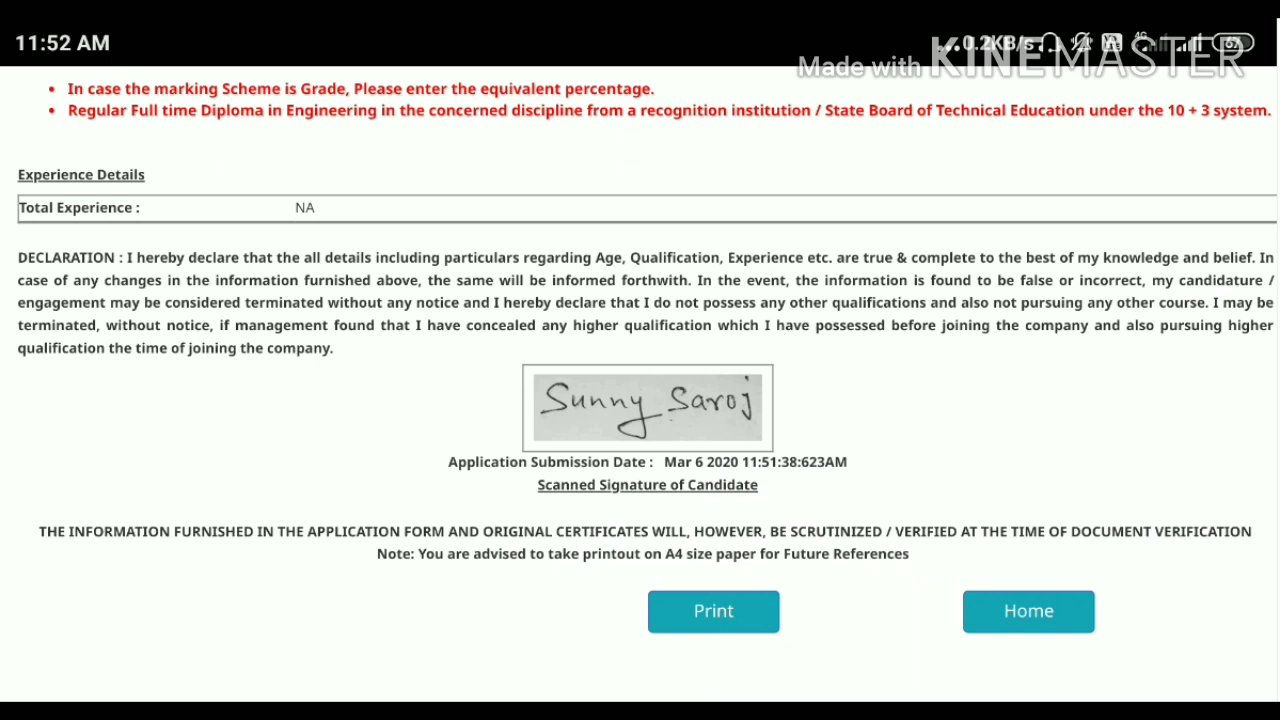 11:52 AM
...0.2KB/s 4G 67
Made with KINEMASTER
• In case the marking Scheme is Grade, Please enter the equivalent percentage.
• Regular Full time Diploma in Engineering in the concerned discipline from a recognition institution / State Board of Technical Education under the 10 + 3 system.
Experience Details
Total Experience : NA
DECLARATION : I hereby declare that the all details including particulars regarding Age, Qualification, Experience etc. are true & complete to the best of my knowledge and belief. In
case of any changes in the information furnished above, the same will be informed forthwith. In the event, the information is found to be false or incorrect, my candidature /
engagement may be considered terminated without any notice and I hereby declare that I do not possess any other qualifications and also not pursuing any other course. I may be
terminated, without notice, if management found that I have concealed any higher qualification which I have possessed before joining the company and also pursuing higher
qualification the time of joining the company.
Sunny Saroj
Application Submission Date : Mar 6 2020 11:51:38:623AM
Scanned Signature of Candidate
THE INFORMATION FURNISHED IN THE APPLICATION FORM AND ORIGINAL CERTIFICATES WILL, HOWEVER, BE SCRUTINIZED / VERIFIED AT THE TIME OF DOCUMENT VERIFICATION
Note: You are advised to take printout on A4 size paper for Future References
Print Home